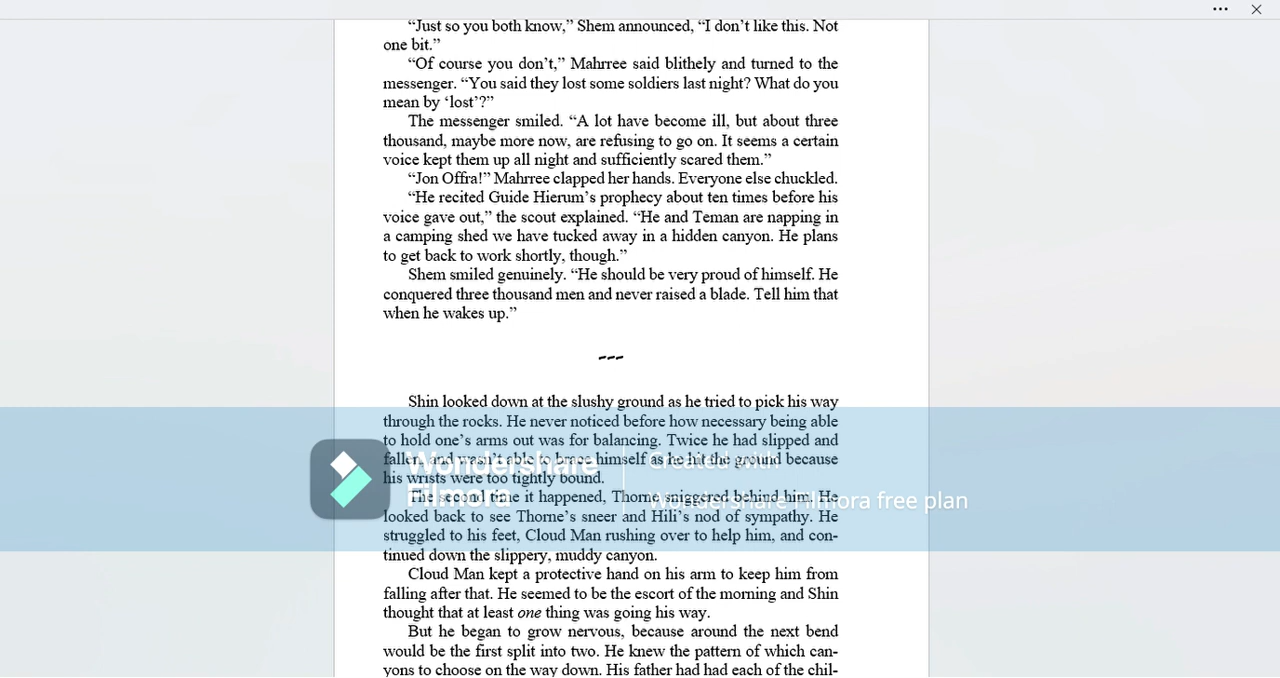 “Just so you both know,” Shem announced, “I don’t like this. Not
one bit.”
“Of course you don’t,” Mahrree said blithely and turned to the
messenger. “You said they lost some soldiers last night? What do you
mean by ‘lost’?”
The messenger smiled. “A lot have become ill, but about three
thousand, maybe more now, are refusing to go on. It seems a certain
voice kept them up all night and sufficiently scared them.”
“Jon Offra!” Mahrree clapped her hands. Everyone else chuckled.
“He recited Guide Hierum’s prophecy about ten times before his
voice gave out,” the scout explained. “He and Teman are napping in
a camping shed we have tucked away in a hidden canyon. He plans
to get back to work shortly, though.”
Shem smiled genuinely. “He should be very proud of himself. He
conquered three thousand men and never raised a blade. Tell him that
when he wakes up.”
~~~
Shin looked down at the slushy ground as he tried to pick his way
through the rocks. He never noticed before how necessary being able
to hold one’s arms out was for balancing. Twice he had slipped and
fallen, and wasn’t able to brace himself as he hit the ground because
his wrists were too tightly bound.
The second time it happened, Thorne sniggered behind him. He
looked back to see Thorne’s sneer and Hili’s nod of sympathy. He
struggled to his feet, Cloud Man rushing over to help him, and con-
tinued down the slippery, muddy canyon.
Cloud Man kept a protective hand on his arm to keep him from
falling after that. He seemed to be the escort of the morning and Shin
thought that at least one thing was going his way.
But he began to grow nervous, because around the next bend
would be the first split into two. He knew the pattern of which can-
yons to choose on the way down. His father had had each of the chil-
Wondershare
Filmora
Created with
Wondershare Filmora free plan